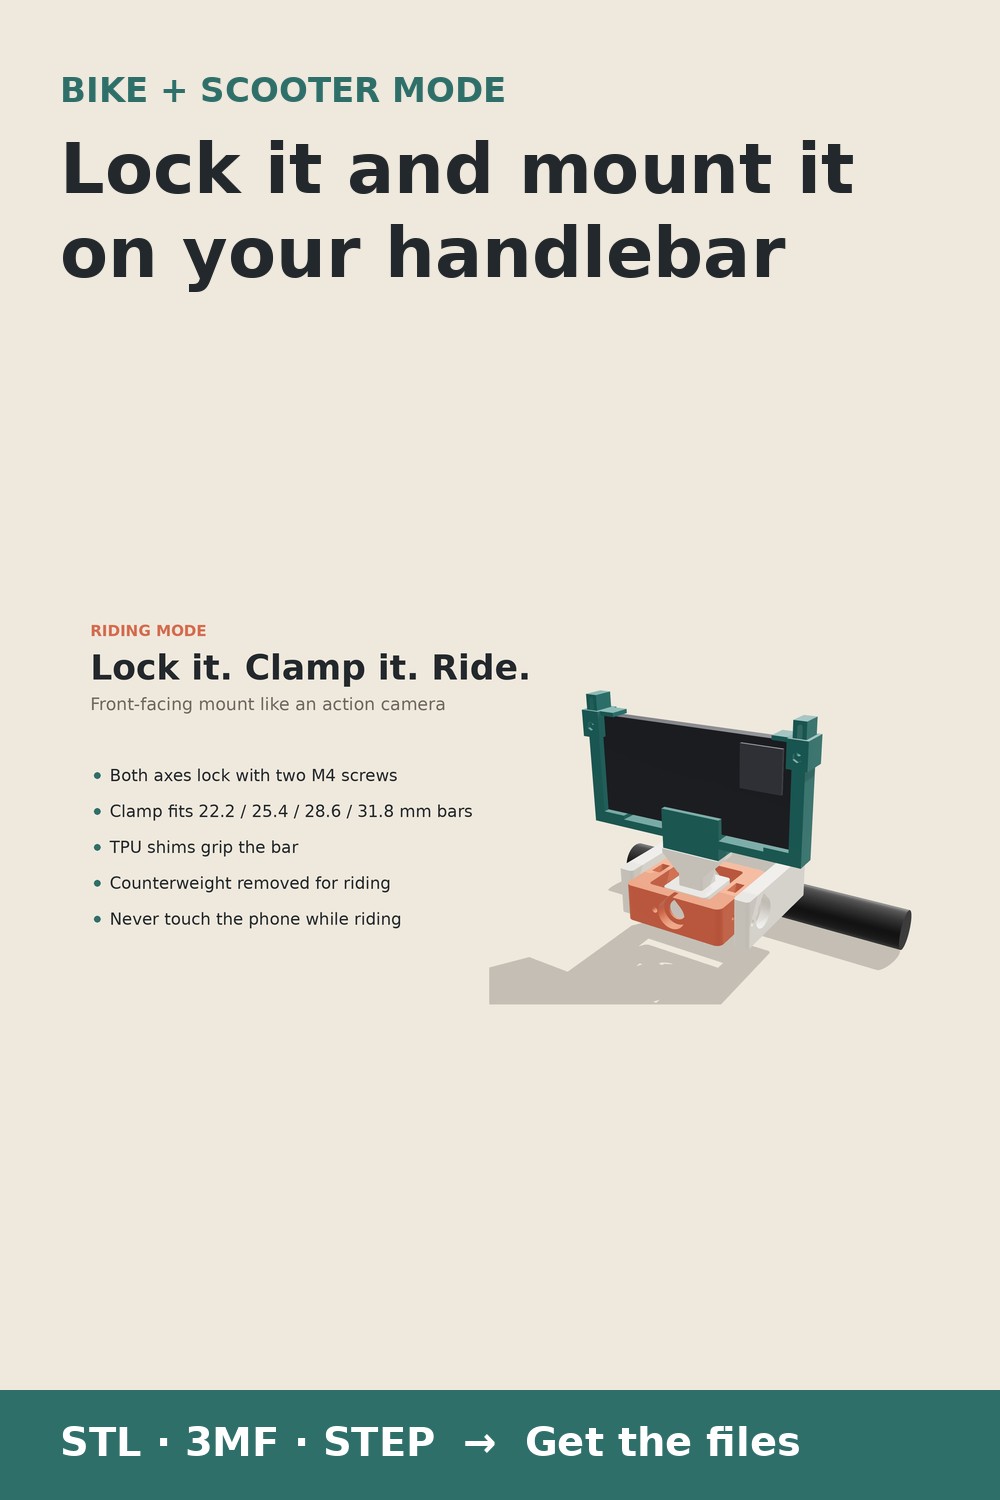 BIKE + SCOOTER MODE
Lock it and mount it
on your handlebar
RIDING MODE
Lock it. Clamp it. Ride.
Front-facing mount like an action camera
• Both axes lock with two M4 screws
• Clamp fits 22.2 / 25.4 / 28.6 / 31.8 mm bars
• TPU shims grip the bar
• Counterweight removed for riding
• Never touch the phone while riding
STL · 3MF · STEP → Get the files